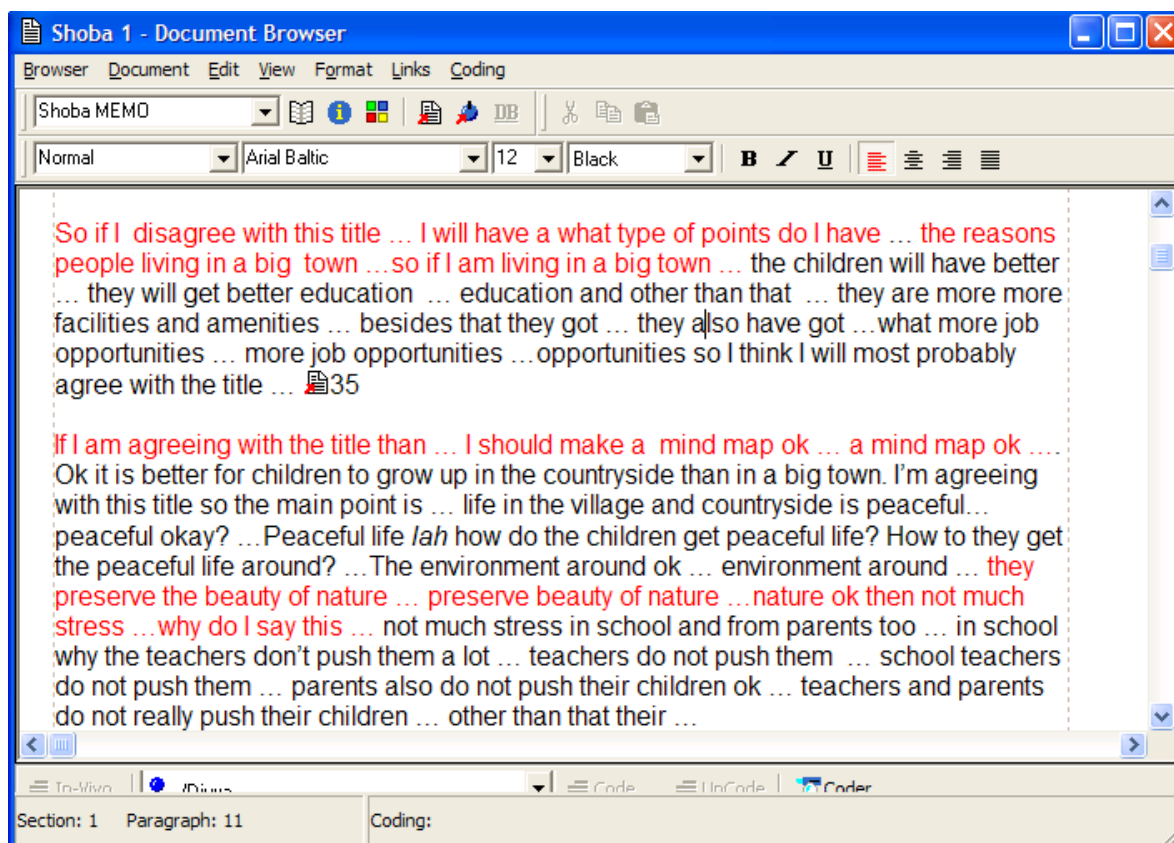 Shoba 1 - Document Browser
Browser Document Edit View Format Links Coding
Shoba MEMO DB
Normal Arial Baltic 12 Black B I U
So if I disagree with this title … I will have a what type of points do I have … the reasons
people living in a big town …so if I am living in a big town … the children will have better
… they will get better education … education and other than that … they are more more
facilities and amenities … besides that they got … they also have got …what more job
opportunities … more job opportunities …opportunities so I think I will most probably
agree with the title … 35
If I am agreeing with the title than … I should make a mind map ok … a mind map ok ….
Ok it is better for children to grow up in the countryside than in a big town. I'm agreeing
with this title so the main point is … life in the village and countryside is peaceful…
peaceful okay? …Peaceful life lah how do the children get peaceful life? How to they get
the peaceful life around? …The environment around ok … environment around … they
preserve the beauty of nature … preserve beauty of nature …nature ok then not much
stress …why do I say this … not much stress in school and from parents too … in school
why the teachers don't push them a lot … teachers do not push them … school teachers
do not push them … parents also do not push their children ok … teachers and parents
do not really push their children … other than that their …
In-Vivo Code UnCode Coder
Section: 1 Paragraph: 11 Coding: